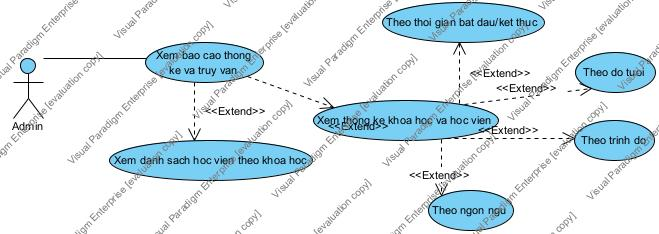 Theo thoi gian bat dau/ket thuc
Xem bao cao thong
ke va truy van
<<Extend>>
Theo do tuoi
Admin
<<Extend>>
<<Extend>>
Xem thong ke khoa hoc va hoc vien
<<Extend>>
<<Extend>>
Theo trinh do
Xem danh sach hoc vien theo khoa hoc
<<Extend>>
Theo ngon ngu
Visual Paradigm Enterprise [evaluation copy]